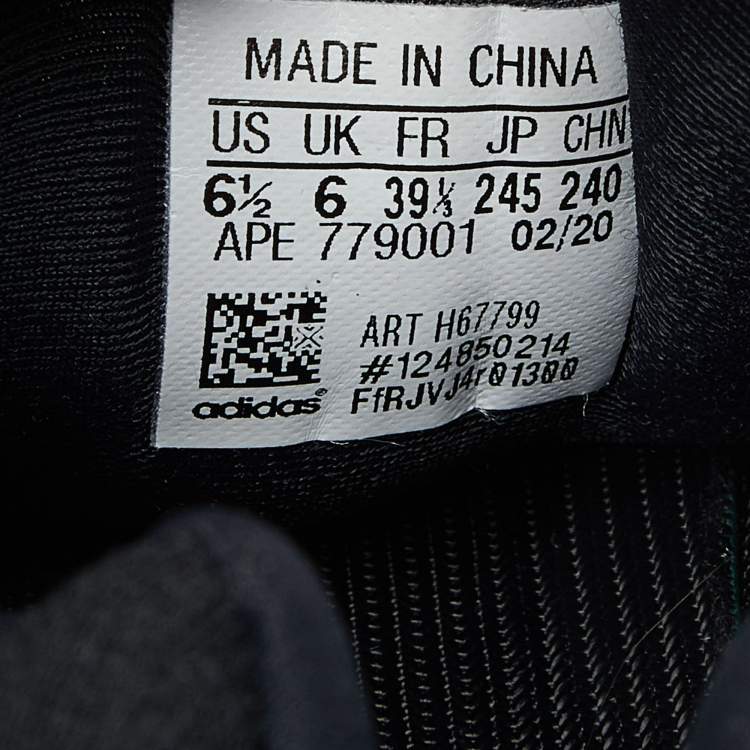 MADE IN CHINA
US UK FR JP CHN
6½ 6 39⅓ 245 240
APE 779001 02/20
ART H67799
#124850214
FfRJVJ4r01300
adidas®